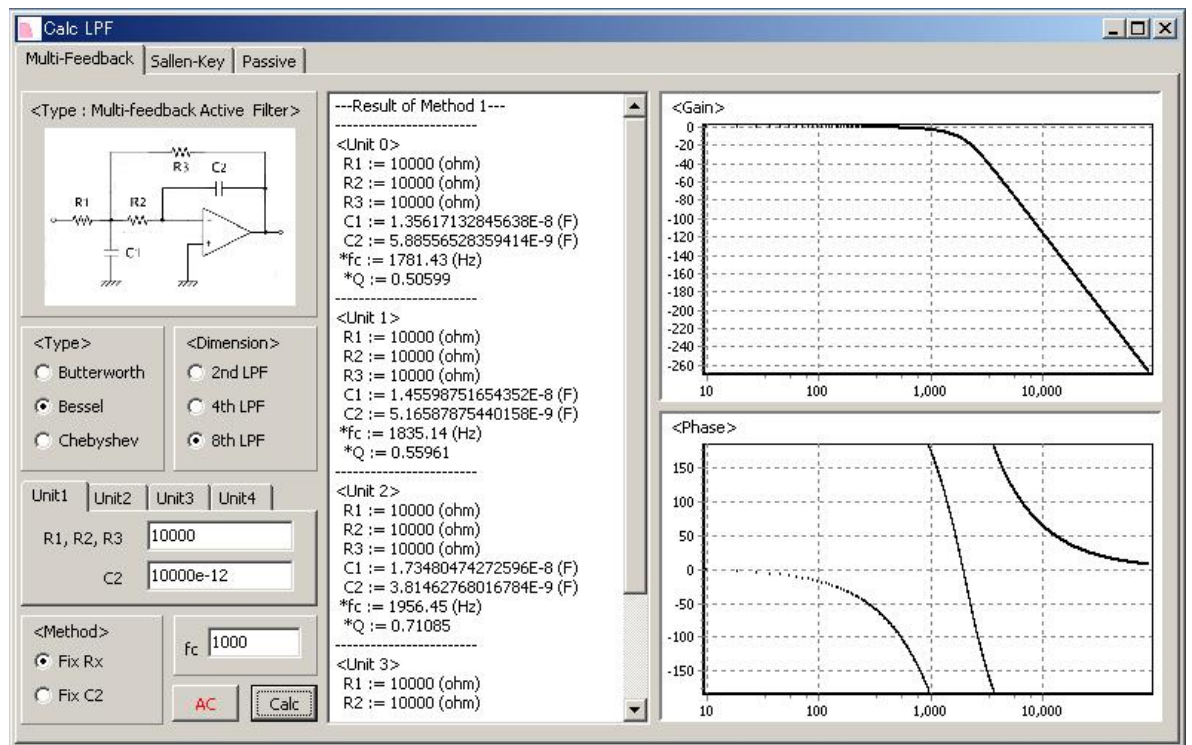 Calc LPF
Multi-Feedback Sallen-Key Passive
<Type : Multi-feedback Active Filter>
R3 C2
R1 R2
-
+
C1
<Type>
Butterworth
Bessel
Chebyshev
<Dimension>
2nd LPF
4th LPF
8th LPF
Unit1 Unit2 Unit3 Unit4
R1, R2, R3 10000
C2 10000e-12
<Method>
Fix Rx
Fix C2
fc 1000
AC Calc
---Result of Method 1---
------------------------
<Unit 0>
R1 := 10000 (ohm)
R2 := 10000 (ohm)
R3 := 10000 (ohm)
C1 := 1.35617132845638E-8 (F)
C2 := 5.88556528359414E-9 (F)
*fc := 1781.43 (Hz)
*Q := 0.50599
------------------------
<Unit 1>
R1 := 10000 (ohm)
R2 := 10000 (ohm)
R3 := 10000 (ohm)
C1 := 1.45598751654352E-8 (F)
C2 := 5.16587875440158E-9 (F)
*fc := 1835.14 (Hz)
*Q := 0.55961
------------------------
<Unit 2>
R1 := 10000 (ohm)
R2 := 10000 (ohm)
R3 := 10000 (ohm)
C1 := 1.73480474272596E-8 (F)
C2 := 3.81462768016784E-9 (F)
*fc := 1956.45 (Hz)
*Q := 0.71085
------------------------
<Unit 3>
R1 := 10000 (ohm)
R2 := 10000 (ohm)
<Gain>
0
-20
-40
-60
-80
-100
-120
-140
-160
-180
-200
-220
-240
-260
10 100 1,000 10,000
<Phase>
150
100
50
0
-50
-100
-150
10 100 1,000 10,000